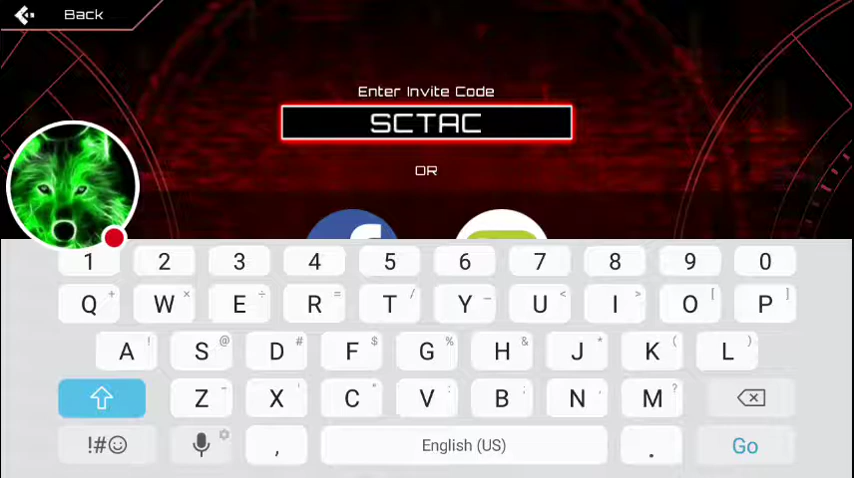 Back
Enter Invite Code
SCTAC
OR
1 2 3 4 5 6 7 8 9 0
Q + W × E ÷ R = T / Y _ U < I > O [ P ]
A ! S @ D # F $ G % H & J * K ( L )
Z - X ' C " V : B ; N , M ?
!#☺ , English (US) . Go